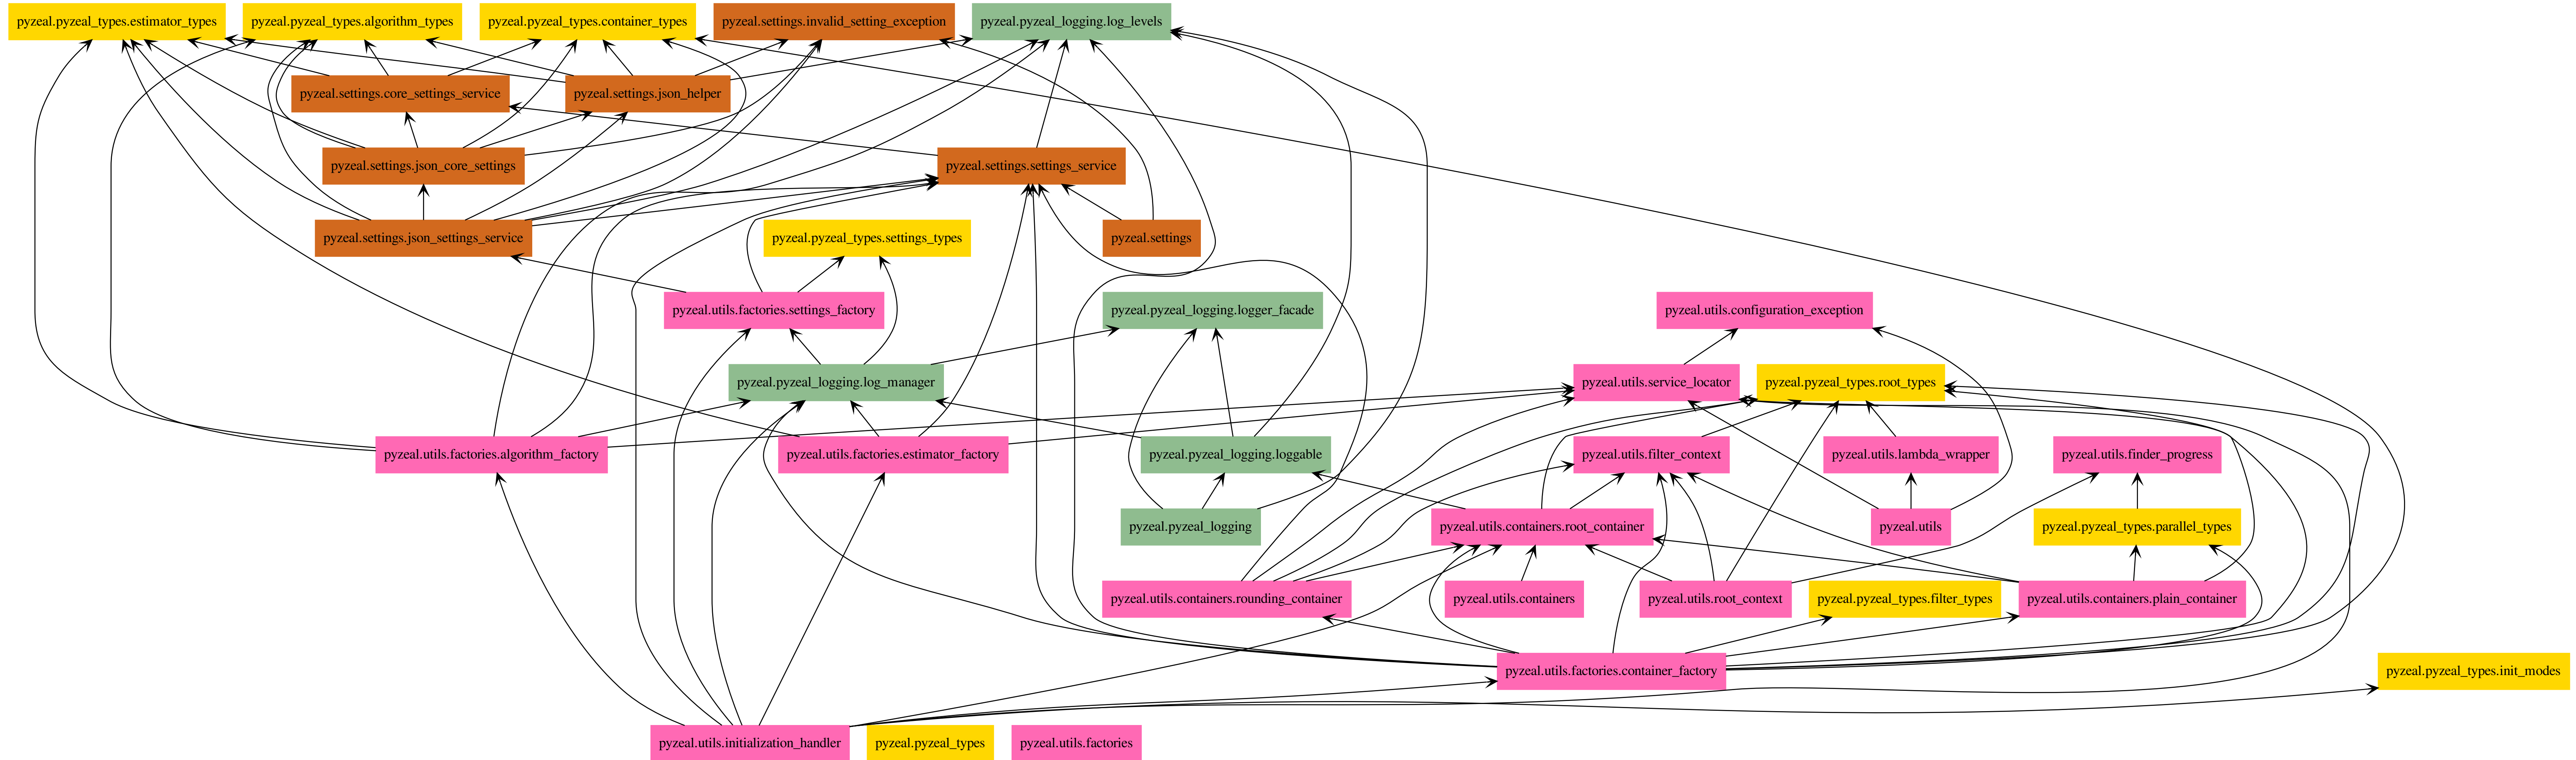 pyzeal.pyzeal_types.estimator_types
pyzeal.pyzeal_types.algorithm_types
pyzeal.pyzeal_types.container_types
pyzeal.settings.invalid_setting_exception
pyzeal.pyzeal_logging.log_levels
pyzeal.settings.core_settings_service
pyzeal.settings.json_helper
pyzeal.settings.json_core_settings
pyzeal.settings.settings_service
pyzeal.settings.json_settings_service
pyzeal.pyzeal_types.settings_types
pyzeal.settings
pyzeal.utils.factories.settings_factory
pyzeal.pyzeal_logging.logger_facade
pyzeal.utils.configuration_exception
pyzeal.pyzeal_logging.log_manager
pyzeal.utils.service_locator
pyzeal.pyzeal_types.root_types
pyzeal.utils.factories.algorithm_factory
pyzeal.utils.factories.estimator_factory
pyzeal.pyzeal_logging.loggable
pyzeal.utils.filter_context
pyzeal.utils.lambda_wrapper
pyzeal.utils.finder_progress
pyzeal.pyzeal_logging
pyzeal.utils.containers.root_container
pyzeal.utils
pyzeal.pyzeal_types.parallel_types
pyzeal.utils.containers.rounding_container
pyzeal.utils.containers
pyzeal.utils.root_context
pyzeal.pyzeal_types.filter_types
pyzeal.utils.containers.plain_container
pyzeal.utils.factories.container_factory
pyzeal.pyzeal_types.init_modes
pyzeal.utils.initialization_handler
pyzeal.pyzeal_types
pyzeal.utils.factories